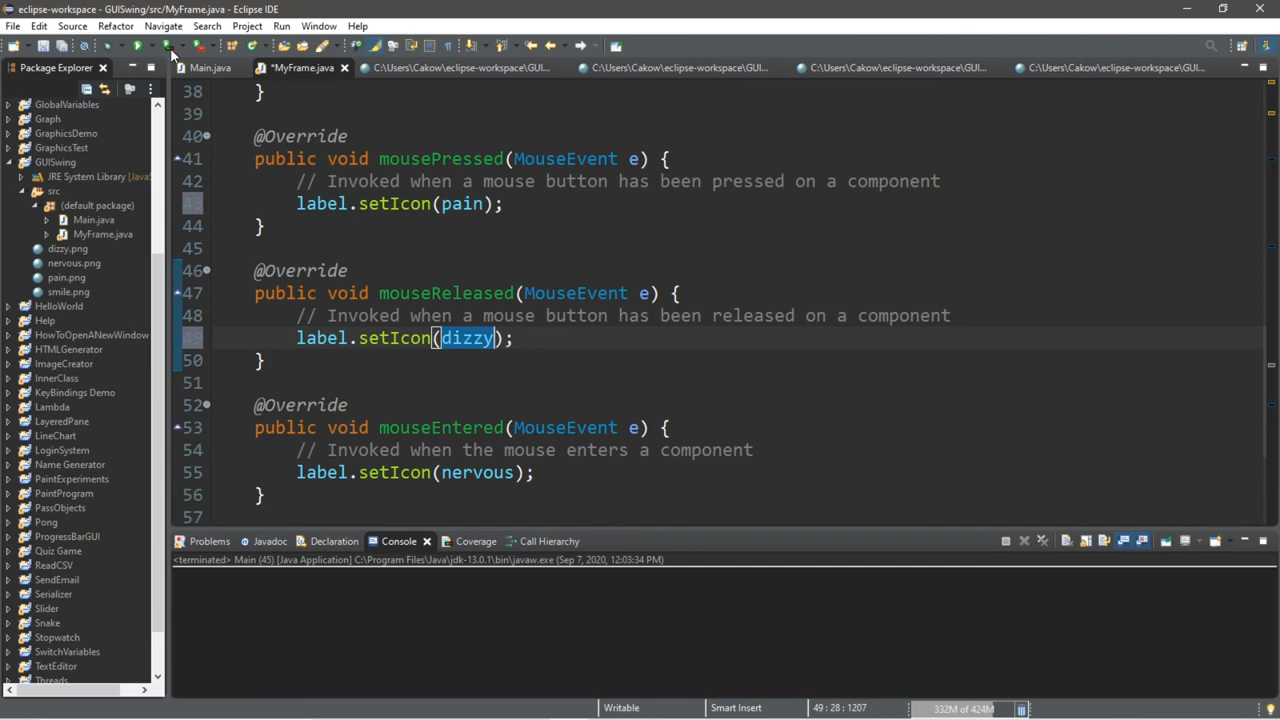 eclipse-workspace - GUISwing/src/MyFrame.java - Eclipse IDE
File Edit Source Refactor Navigate Search Project Run Window Help
Package Explorer
Main.java *MyFrame.java C:\Users\Cakow\eclipse-workspace\GUI... C:\Users\Cakow\eclipse-workspace\GUI... C:\Users\Cakow\eclipse-workspace\GUI... C:\Users\Cakow\eclipse-workspace\GUI...
GlobalVariables
Graph
GraphicsDemo
GraphicsTest
GUISwing
JRE System Library [JavaS
src
(default package)
Main.java
MyFrame.java
dizzy.png
nervous.png
pain.png
smile.png
HelloWorld
Help
HowToOpenANewWindow
HTMLGenerator
ImageCreator
InnerClass
KeyBindings Demo
Lambda
LayeredPane
LineChart
LoginSystem
Name Generator
PaintExperiments
PaintProgram
PassObjects
Pong
ProgressBarGUI
Quiz Game
ReadCSV
SendEmail
Serializer
Slider
Snake
Stopwatch
SwitchVariables
TextEditor
Threads
38 }
39
40 @Override
41 public void mousePressed(MouseEvent e) {
42 // Invoked when a mouse button has been pressed on a component
43 label.setIcon(pain);
44 }
45
46 @Override
47 public void mouseReleased(MouseEvent e) {
48 // Invoked when a mouse button has been released on a component
49 label.setIcon(dizzy);
50 }
51
52 @Override
53 public void mouseEntered(MouseEvent e) {
54 // Invoked when the mouse enters a component
55 label.setIcon(nervous);
56 }
57
Problems Javadoc Declaration Console Coverage Call Hierarchy
<terminated> Main (45) [Java Application] C:\Program Files\Java\jdk-13.0.1\bin\javaw.exe (Sep 7, 2020, 12:03:34 PM)
Writable Smart Insert 49 : 28 : 1207 332M of 424M